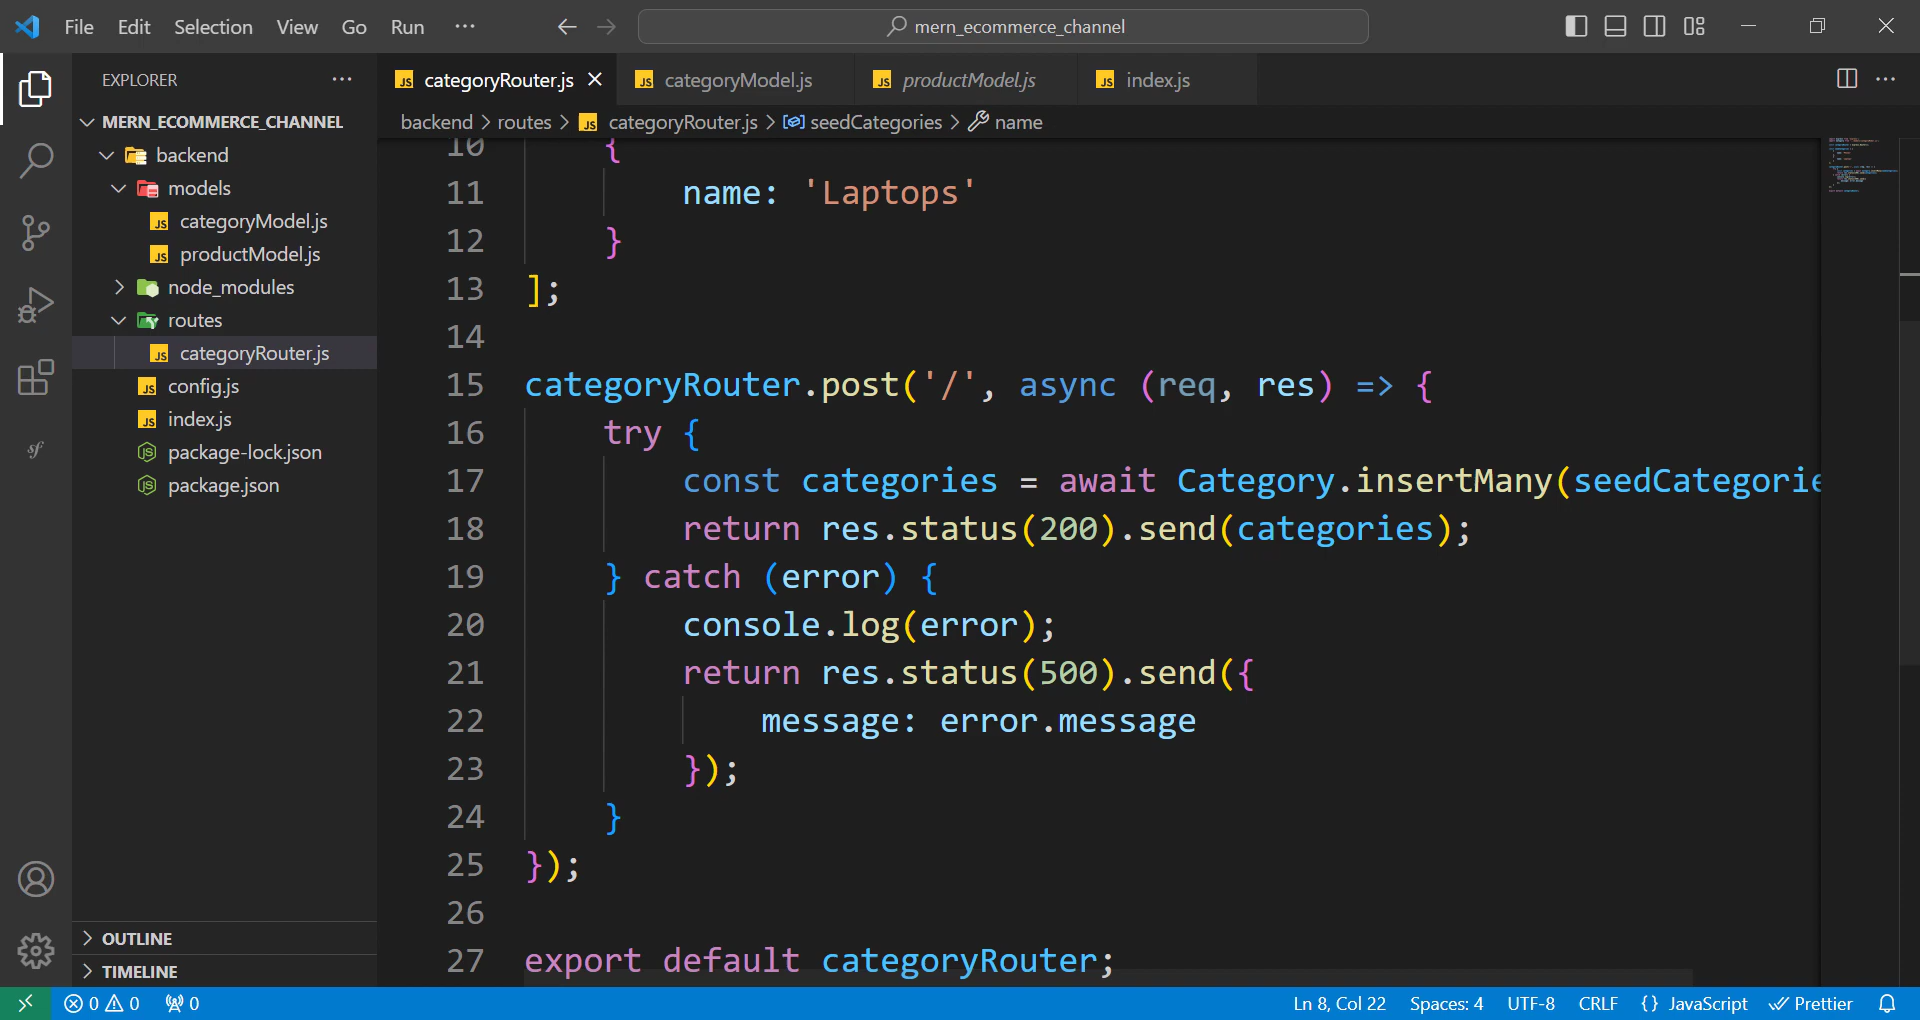 File Edit Selection View Go Run ··· mern_ecommerce_channel
EXPLORER ···
MERN_ECOMMERCE_CHANNEL
backend
models
categoryModel.js
productModel.js
node_modules
routes
categoryRouter.js
config.js
index.js
package-lock.json
package.json
OUTLINE
TIMELINE
categoryRouter.js categoryModel.js productModel.js index.js
backend > routes > categoryRouter.js > seedCategories > name
10 {
11 name: 'Laptops'
12 }
13 ];
14
15 categoryRouter.post('/', async (req, res) => {
16 try {
17 const categories = await Category.insertMany(seedCategorie
18 return res.status(200).send(categories);
19 } catch (error) {
20 console.log(error);
21 return res.status(500).send({
22 message: error.message
23 });
24 }
25 });
26
27 export default categoryRouter;
0 0 0 Ln 8, Col 22 Spaces: 4 UTF-8 CRLF {} JavaScript Prettier